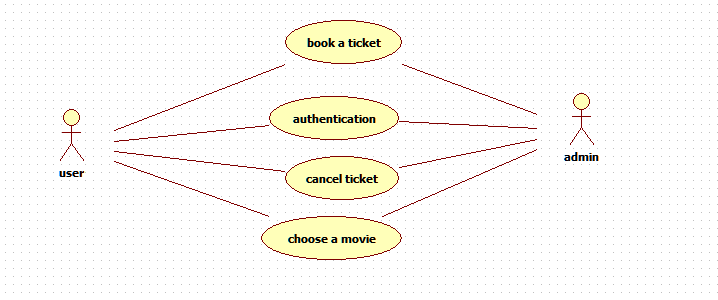 book a ticket
authentication
user
admin
cancel ticket
choose a movie